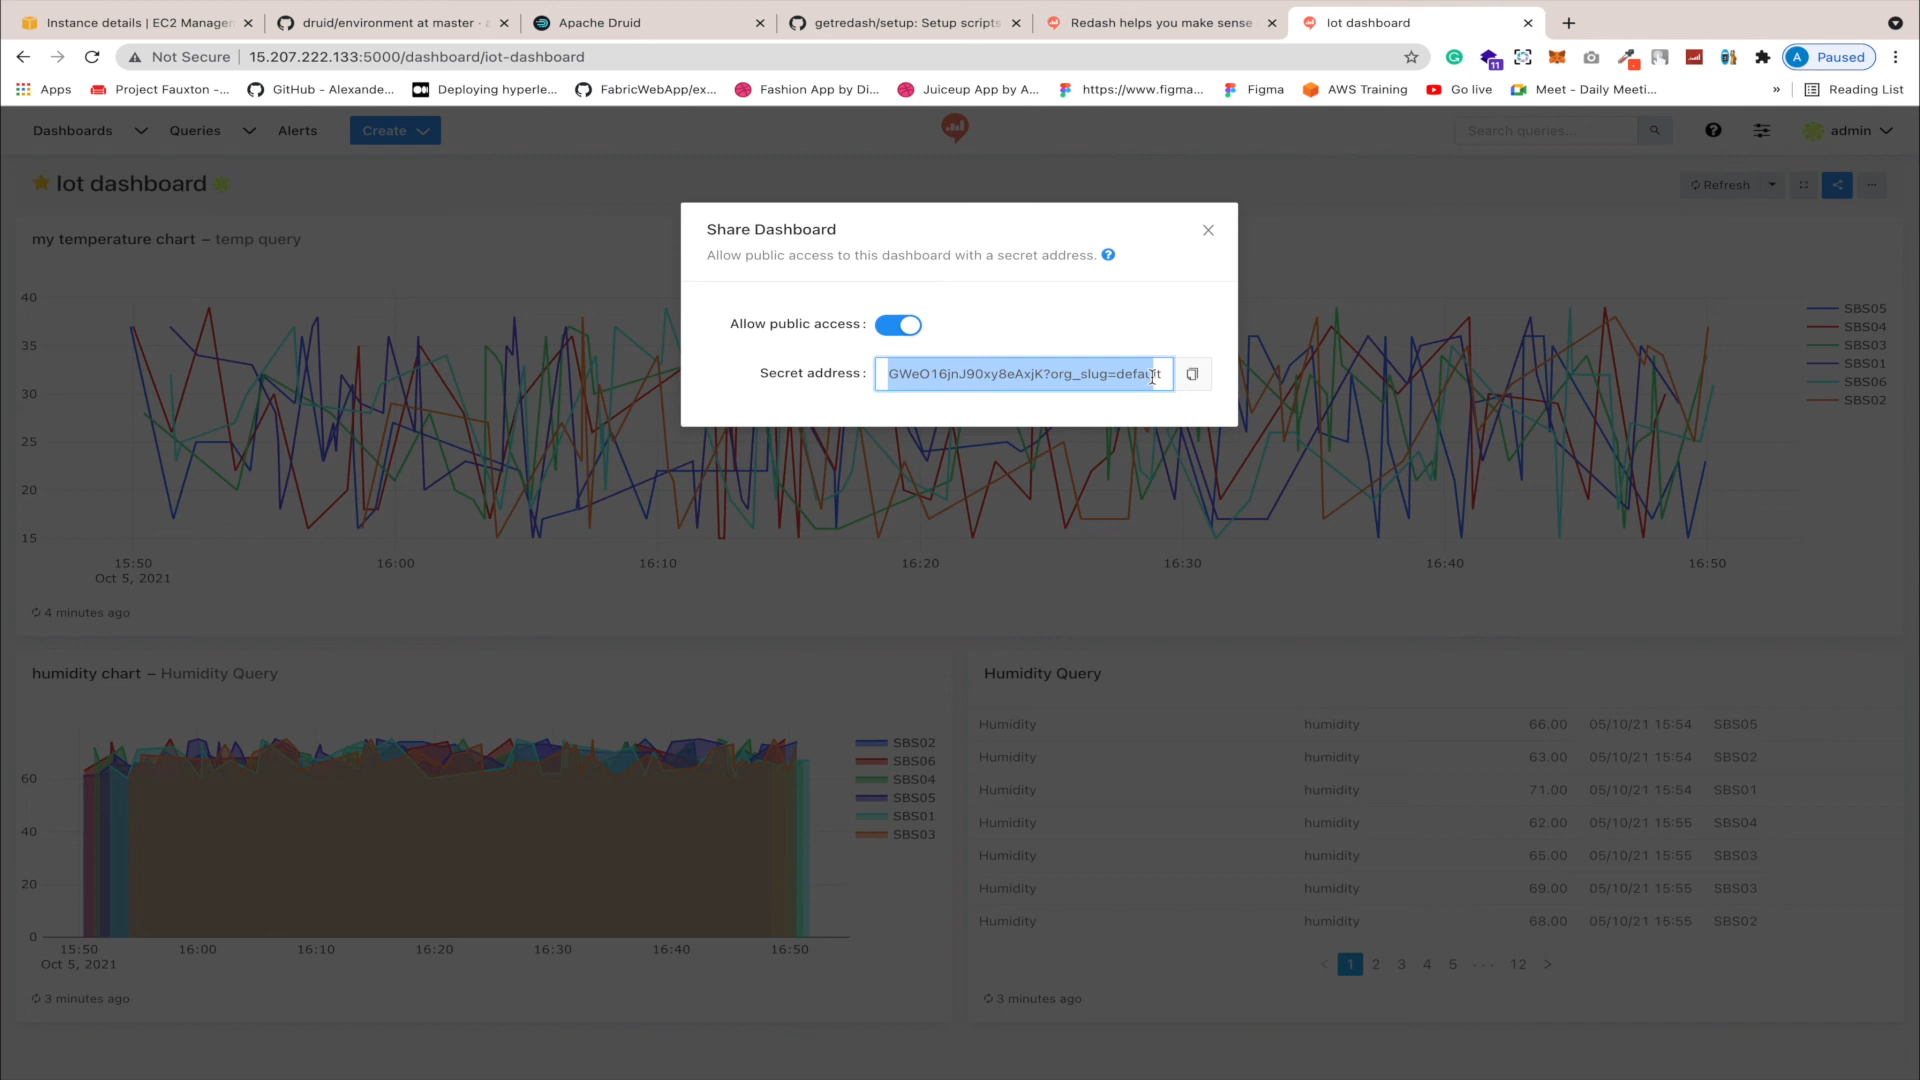 Instance details | EC2 Manager
druid/environment at master · a
Apache Druid
getredash/setup: Setup scripts
Redash helps you make sense
Iot dashboard
Not Secure
15.207.222.133:5000/dashboard/iot-dashboard
11
A Paused
Apps
Project Fauxton –...
GitHub - Alexande...
Deploying hyperle...
FabricWebApp/ex...
Fashion App by Di...
Juiceup App by A...
https://www.figma...
Figma
AWS Training
Go live
Meet - Daily Meeti...
»
Reading List
Dashboards
Queries
Alerts
Create
Search queries...
admin
Iot dashboard
Refresh
my temperature chart – temp query
Share Dashboard
Allow public access to this dashboard with a secret address.
Allow public access :
Secret address :
GWeO16jnJ90xy8eAxjK?org_slug=default
40
35
30
25
20
15
15:50
Oct 5, 2021
16:00
16:10
16:20
16:30
16:40
16:50
SBS05
SBS04
SBS03
SBS01
SBS06
SBS02
4 minutes ago
humidity chart – Humidity Query
60
40
20
0
15:50
Oct 5, 2021
16:00
16:10
16:20
16:30
16:40
16:50
SBS02
SBS06
SBS04
SBS05
SBS01
SBS03
3 minutes ago
Humidity Query
Humidity humidity 66.00 05/10/21 15:54 SBS05
Humidity humidity 63.00 05/10/21 15:54 SBS02
Humidity humidity 71.00 05/10/21 15:54 SBS01
Humidity humidity 62.00 05/10/21 15:55 SBS04
Humidity humidity 65.00 05/10/21 15:55 SBS03
Humidity humidity 69.00 05/10/21 15:55 SBS03
Humidity humidity 68.00 05/10/21 15:55 SBS02
< 1 2 3 4 5 ··· 12 >
3 minutes ago